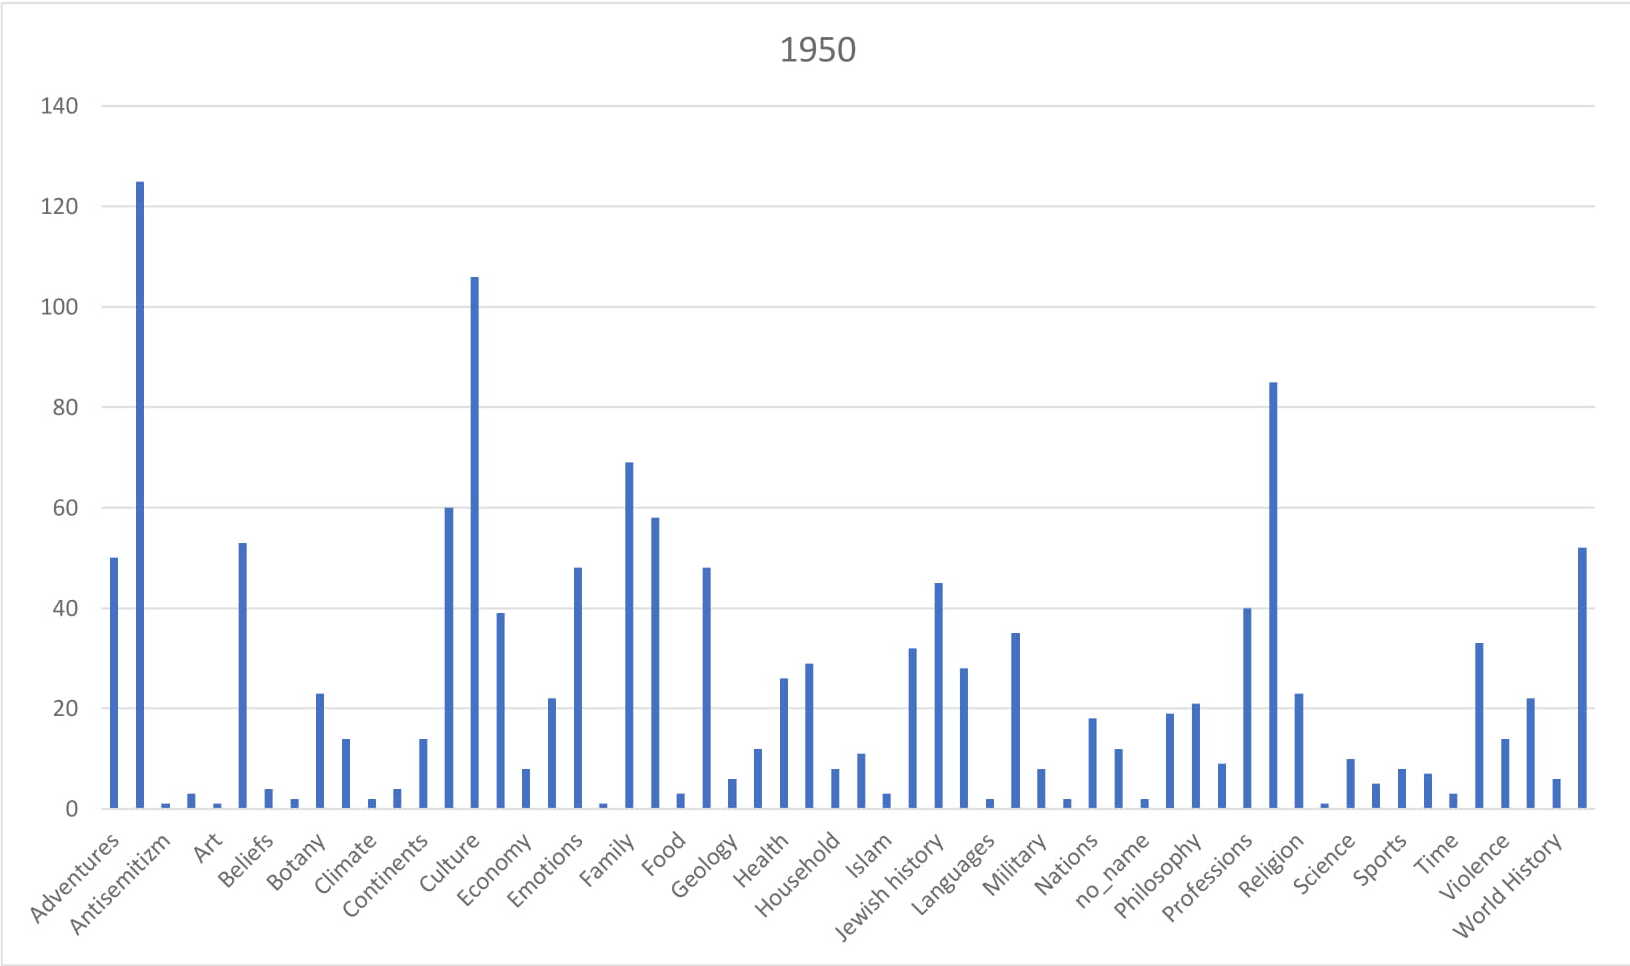 1950
140
120
100
80
60
40
20
0
Adventures
Antisemitizm
Art
Beliefs
Botany
Climate
Continents
Culture
Economy
Emotions
Family
Food
Geology
Health
Household
Islam
Jewish history
Languages
Military
Nations
no_name
Philosophy
Professions
Religion
Science
Sports
Time
Violence
World History